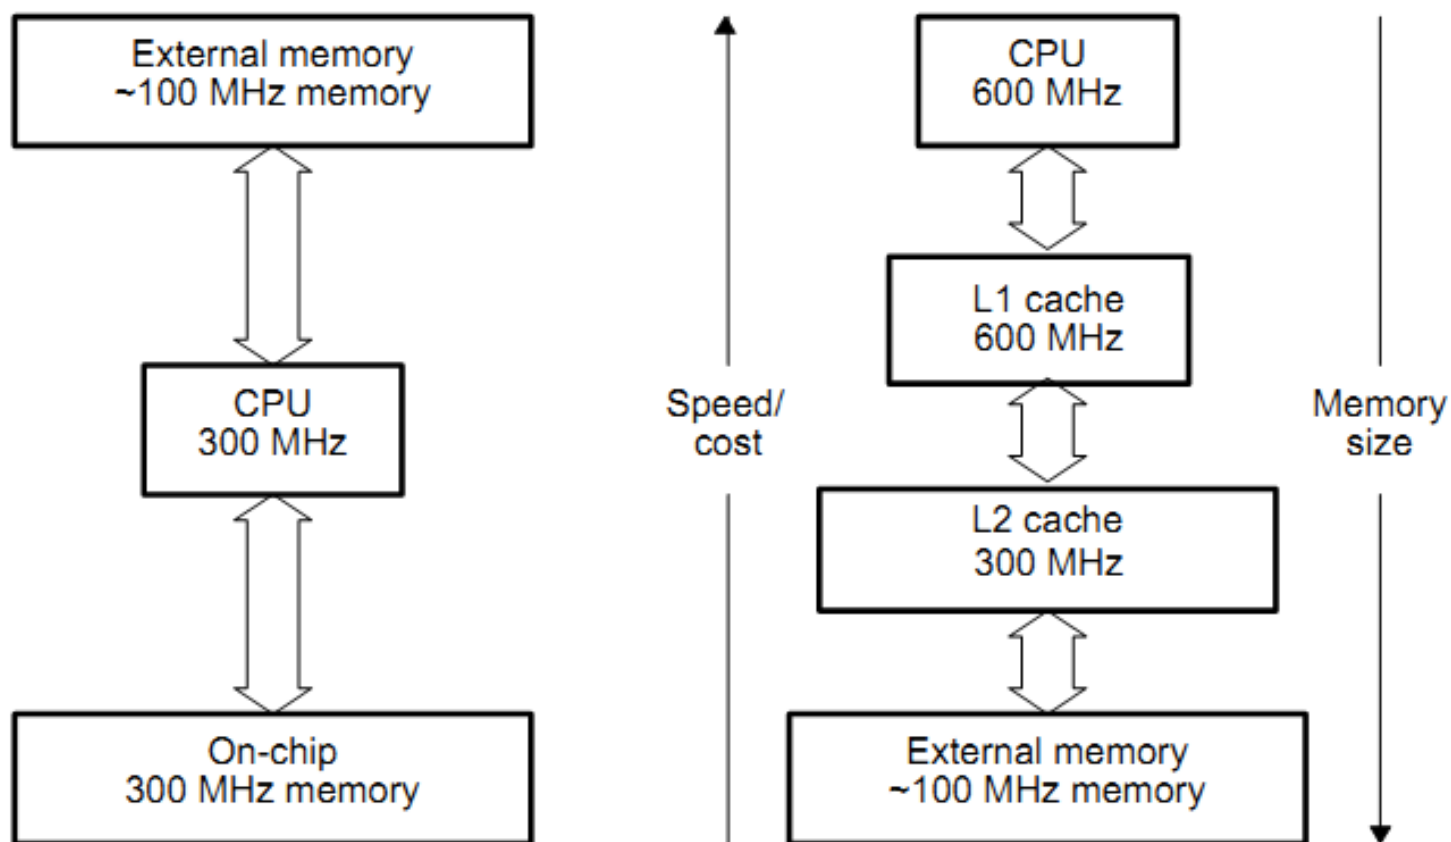 External memory
~100 MHz memory
CPU
300 MHz
On-chip
300 MHz memory
Speed/
cost
CPU
600 MHz
L1 cache
600 MHz
L2 cache
300 MHz
External memory
~100 MHz memory
Memory
size